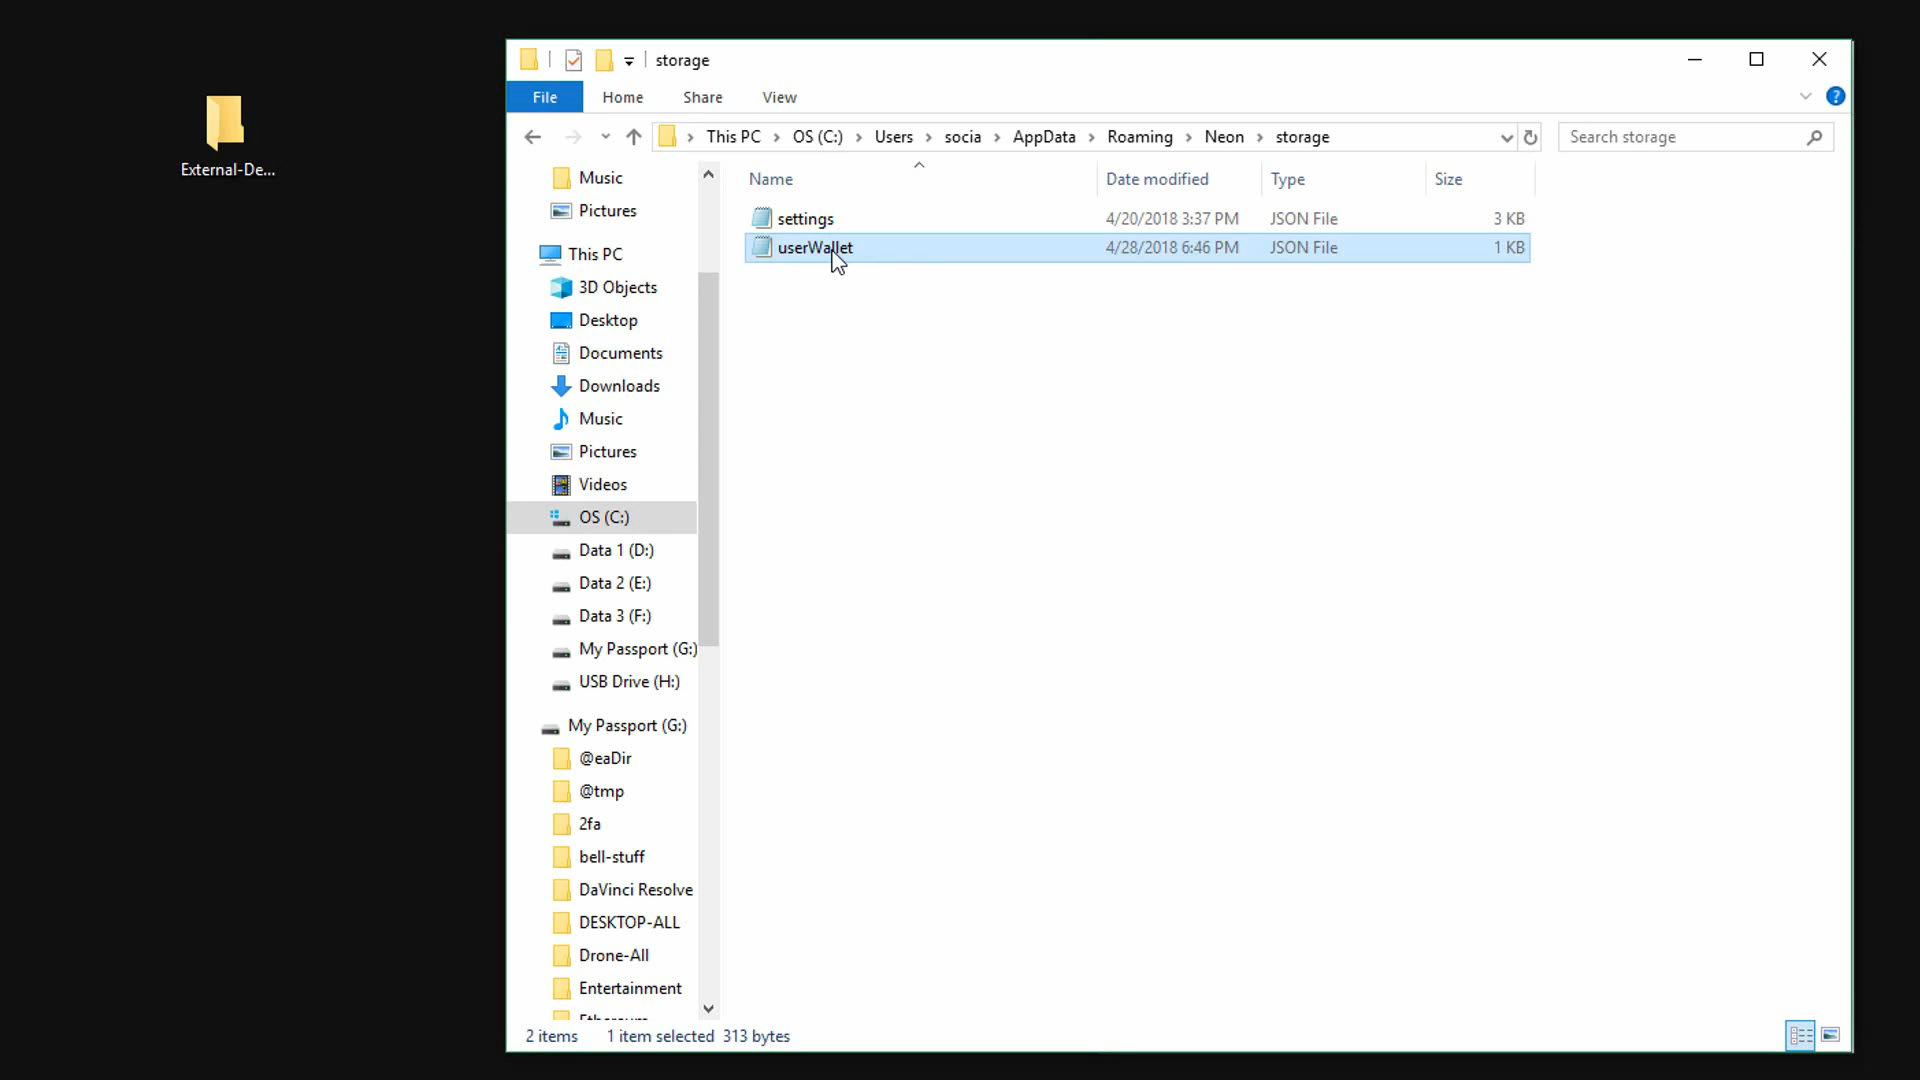 External-De...
storage
File Home Share View
This PC OS (C:) Users socia AppData Roaming Neon storage
Search storage
Name Date modified Type Size
settings 4/20/2018 3:37 PM JSON File 3 KB
userWallet 4/28/2018 6:46 PM JSON File 1 KB
Music
Pictures
This PC
3D Objects
Desktop
Documents
Downloads
Music
Pictures
Videos
OS (C:)
Data 1 (D:)
Data 2 (E:)
Data 3 (F:)
My Passport (G:)
USB Drive (H:)
My Passport (G:)
@eaDir
@tmp
2fa
bell-stuff
DaVinci Resolve
DESKTOP-ALL
Drone-All
Entertainment
2 items 1 item selected 313 bytes